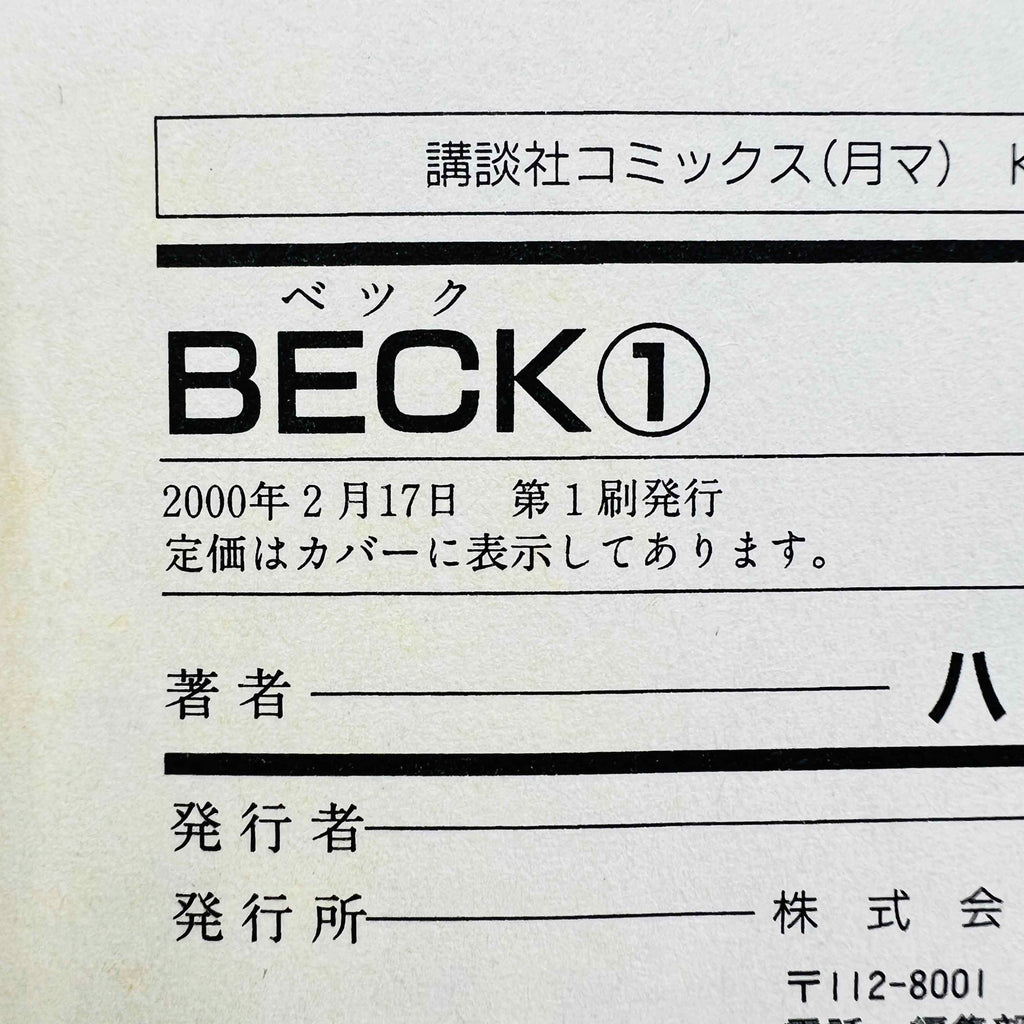 講談社コミックス(月マ)
ベック
BECK①
2000年2月17日 第1刷発行
定価はカバーに表示してあります。
著者 八
発行者
発行所 株式会
〒112-8001